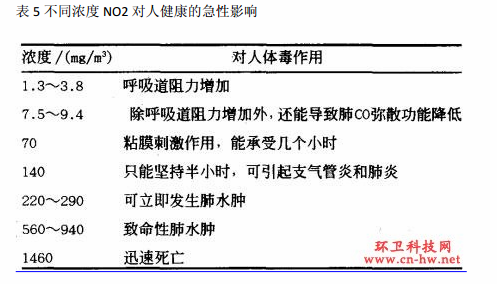 表 5 不同浓度 NO2 对人健康的急性影响
浓度/(mg/m³) 对人体毒作用
1.3～3.8 呼吸道阻力增加
7.5～9.4 除呼吸道阻力增加外,还能导致肺CO弥散功能降低
70 粘膜刺激作用，能承受几个小时
140 只能坚持半小时，可引起支气管炎和肺炎
220～290 可立即发生肺水肿
560～940 致命性肺水肿
1460 迅速死亡
环卫科技网
www.cn-hw.net